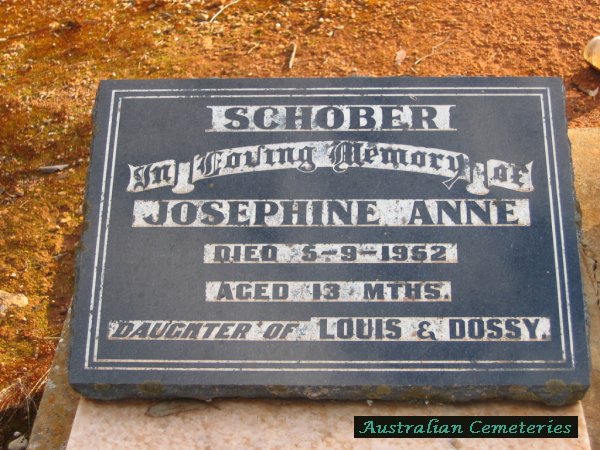 SCHOBER
In Loving Memory of
JOSEPHINE ANNE
DIED 5-9-1952
AGED 13 MTHS.
DAUGHTER OF LOUIS & DOSSY.
Australian Cemeteries